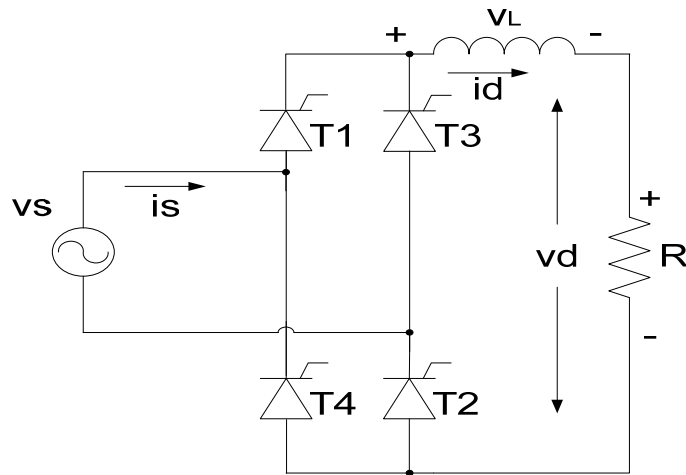 + vL -
id
T1 T3
is
vs
+
vd R
-
T4 T2